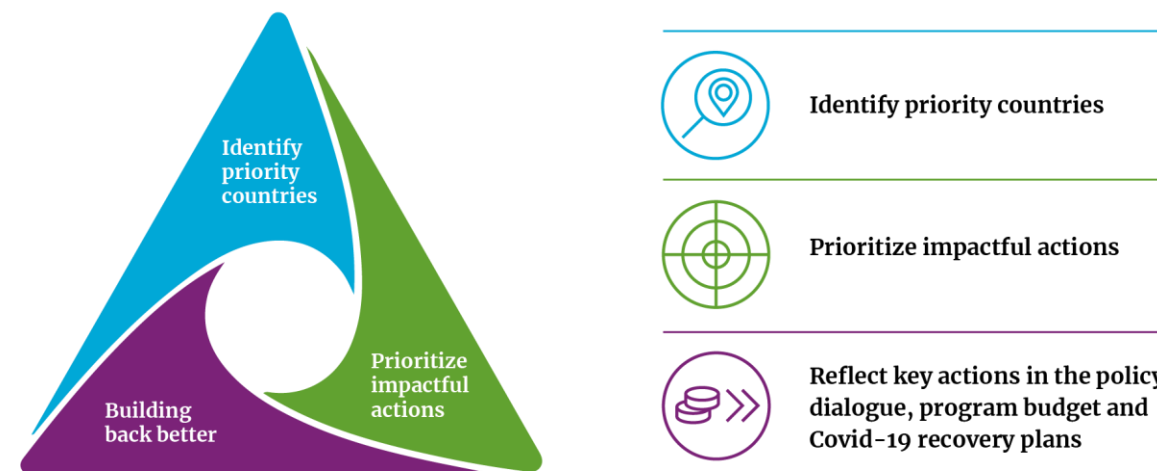 Identify
priority
countries
Prioritize
impactful
actions
Building
back better
Identify priority countries
Prioritize impactful actions
Reflect key actions in the policy
dialogue, program budget and
Covid-19 recovery plans